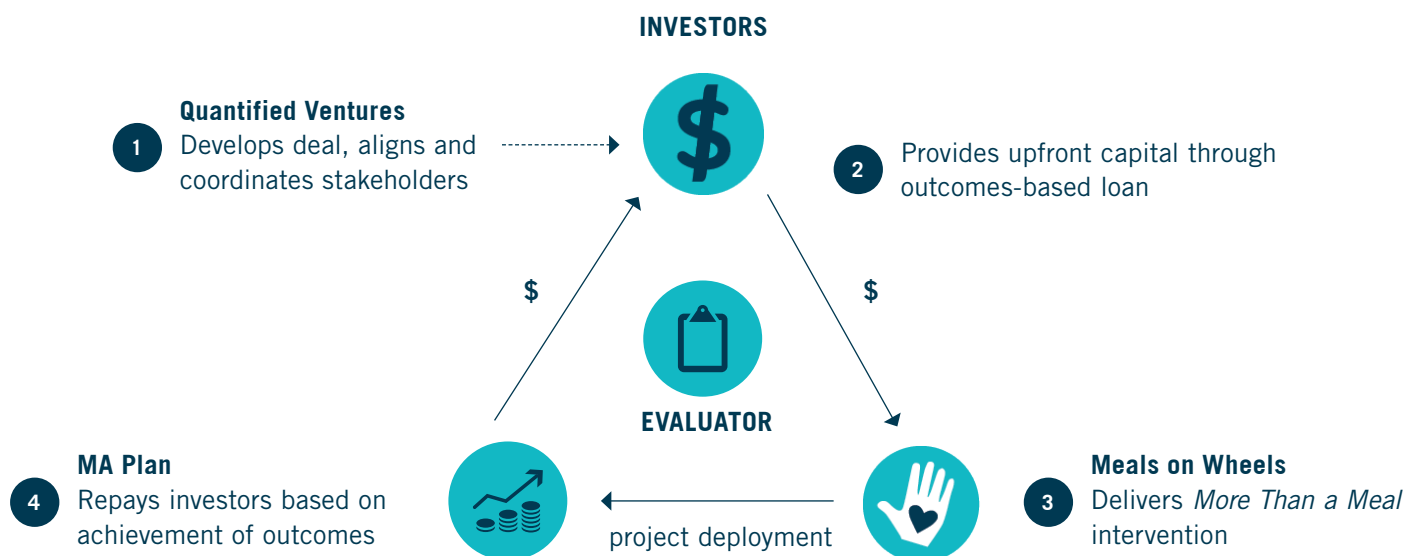 INVESTORS
1
Quantified Ventures
Develops deal, aligns and
coordinates stakeholders
$
2
Provides upfront capital through
outcomes-based loan
$
$
EVALUATOR
4
MA Plan
Repays investors based on
achievement of outcomes
project deployment
3
Meals on Wheels
Delivers More Than a Meal
intervention